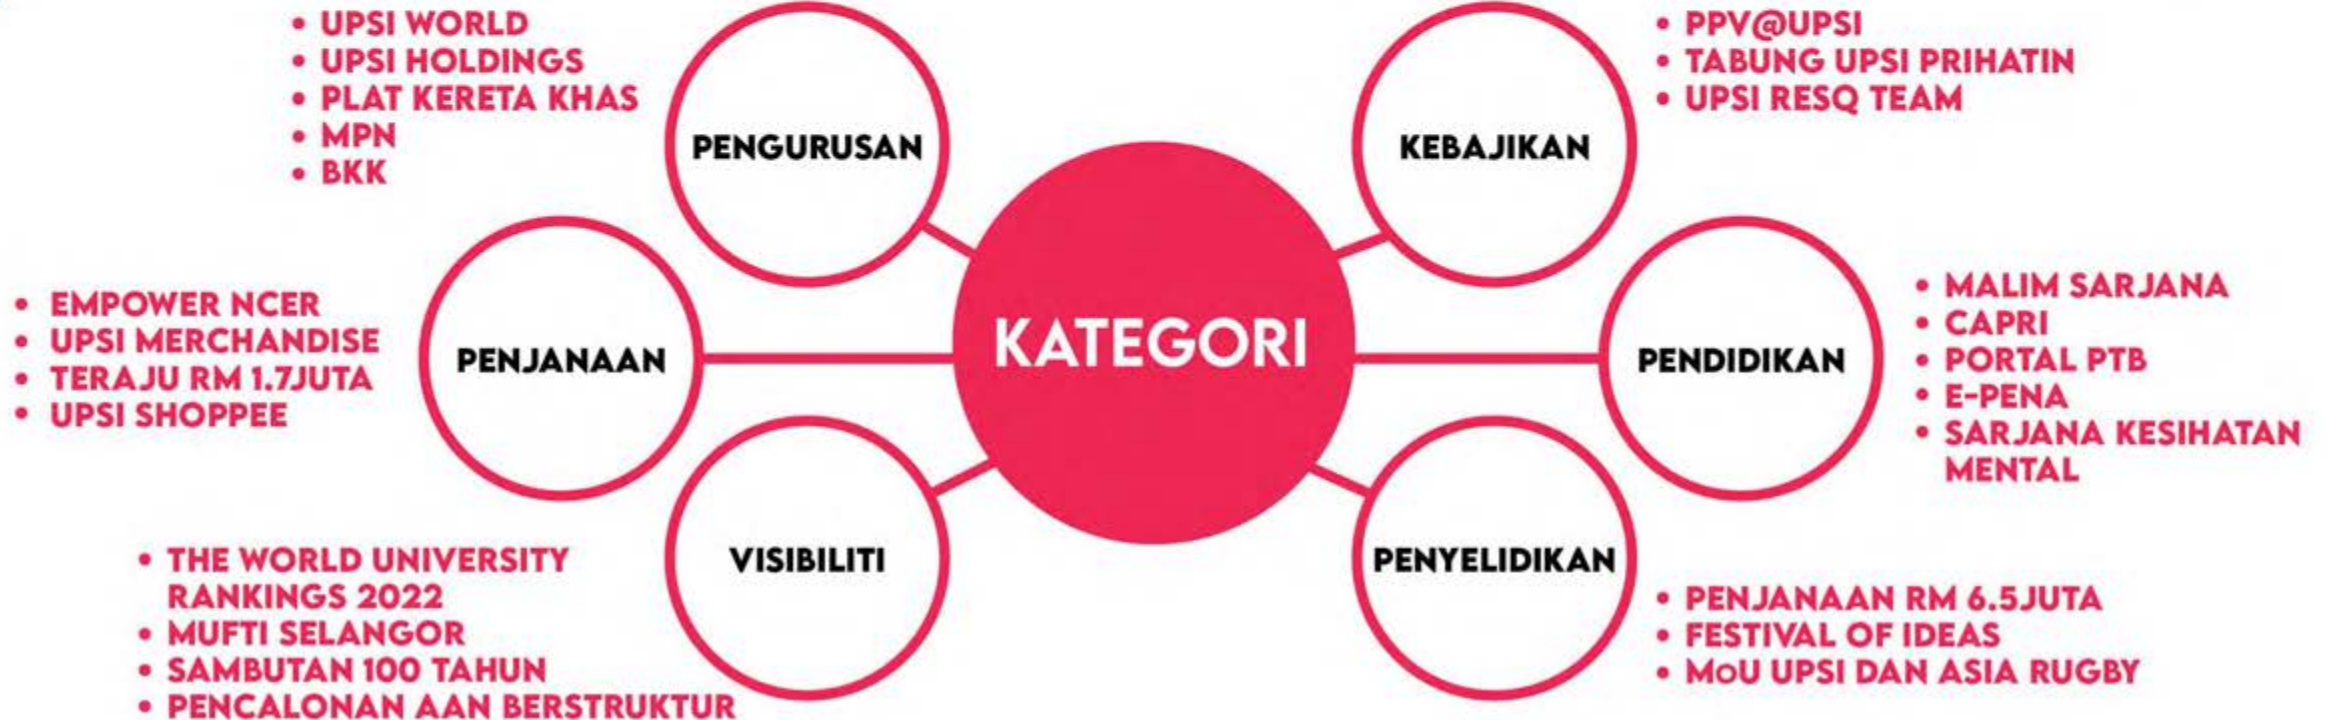 • UPSI WORLD
• UPSI HOLDINGS
• PLAT KERETA KHAS
• MPN
• BKK
PENGURUSAN
KEBAJIKAN
• PPV@UPSI
• TABUNG UPSI PRIHATIN
• UPSI RESQ TEAM
• EMPOWER NCER
• UPSI MERCHANDISE
• TERAJU RM 1.7JUTA
• UPSI SHOPPEE
PENJANAAN
KATEGORI
PENDIDIKAN
• MALIM SARJANA
• CAPRI
• PORTAL PTB
• E-PENA
• SARJANA KESIHATAN
MENTAL
• THE WORLD UNIVERSITY
RANKINGS 2022
• MUFTI SELANGOR
• SAMBUTAN 100 TAHUN
• PENCALONAN AAN BERSTRUKTUR
VISIBILITI
PENYELIDIKAN
• PENJANAAN RM 6.5JUTA
• FESTIVAL OF IDEAS
• MoU UPSI DAN ASIA RUGBY